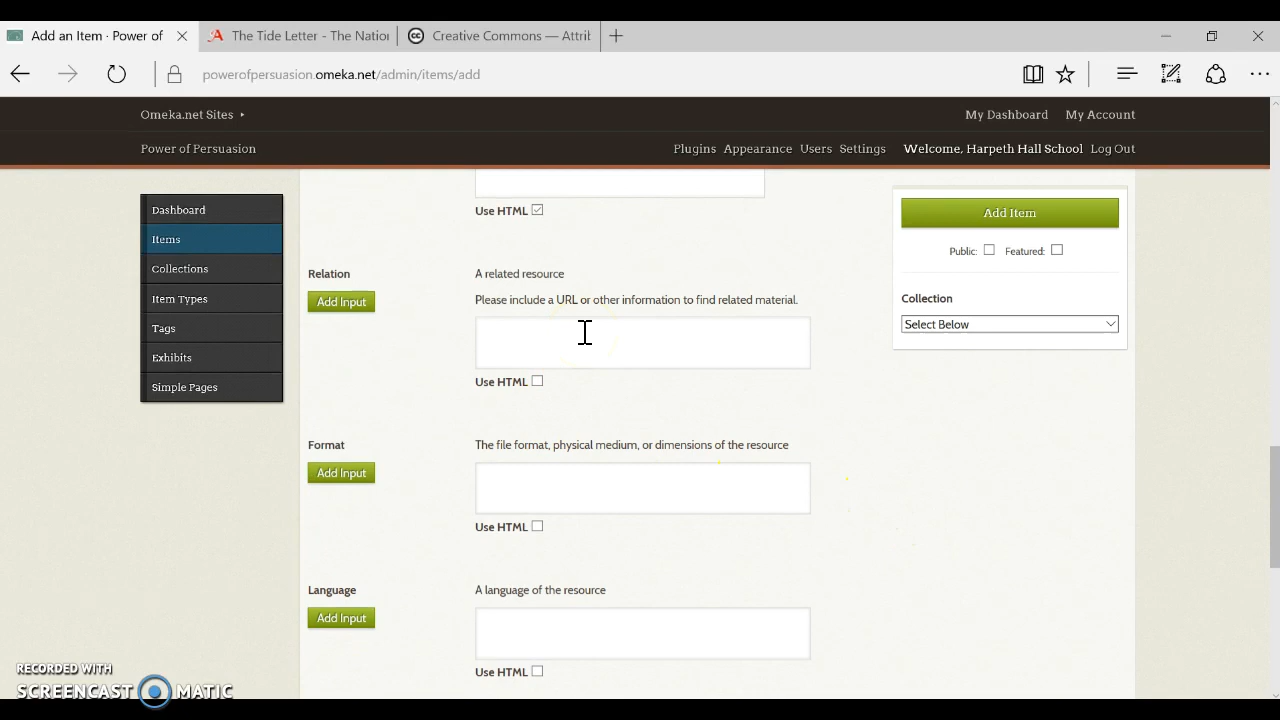 Add an Item · Power of
The Tide Letter - The Nation
Creative Commons — Attrib
powerofpersuasion.omeka.net/admin/items/add
Omeka.net Sites
My Dashboard
My Account
Power of Persuasion
Plugins
Appearance
Users
Settings
Welcome, Harpeth Hall School
Log Out
Dashboard
Items
Collections
Item Types
Tags
Exhibits
Simple Pages
Use HTML
Relation
Add Input
A related resource
Please include a URL or other information to find related material.
Use HTML
Format
Add Input
The file format, physical medium, or dimensions of the resource
Use HTML
Language
Add Input
A language of the resource
Use HTML
Add Item
Public:
Featured:
Collection
Select Below
RECORDED WITH
SCREENCAST MATIC